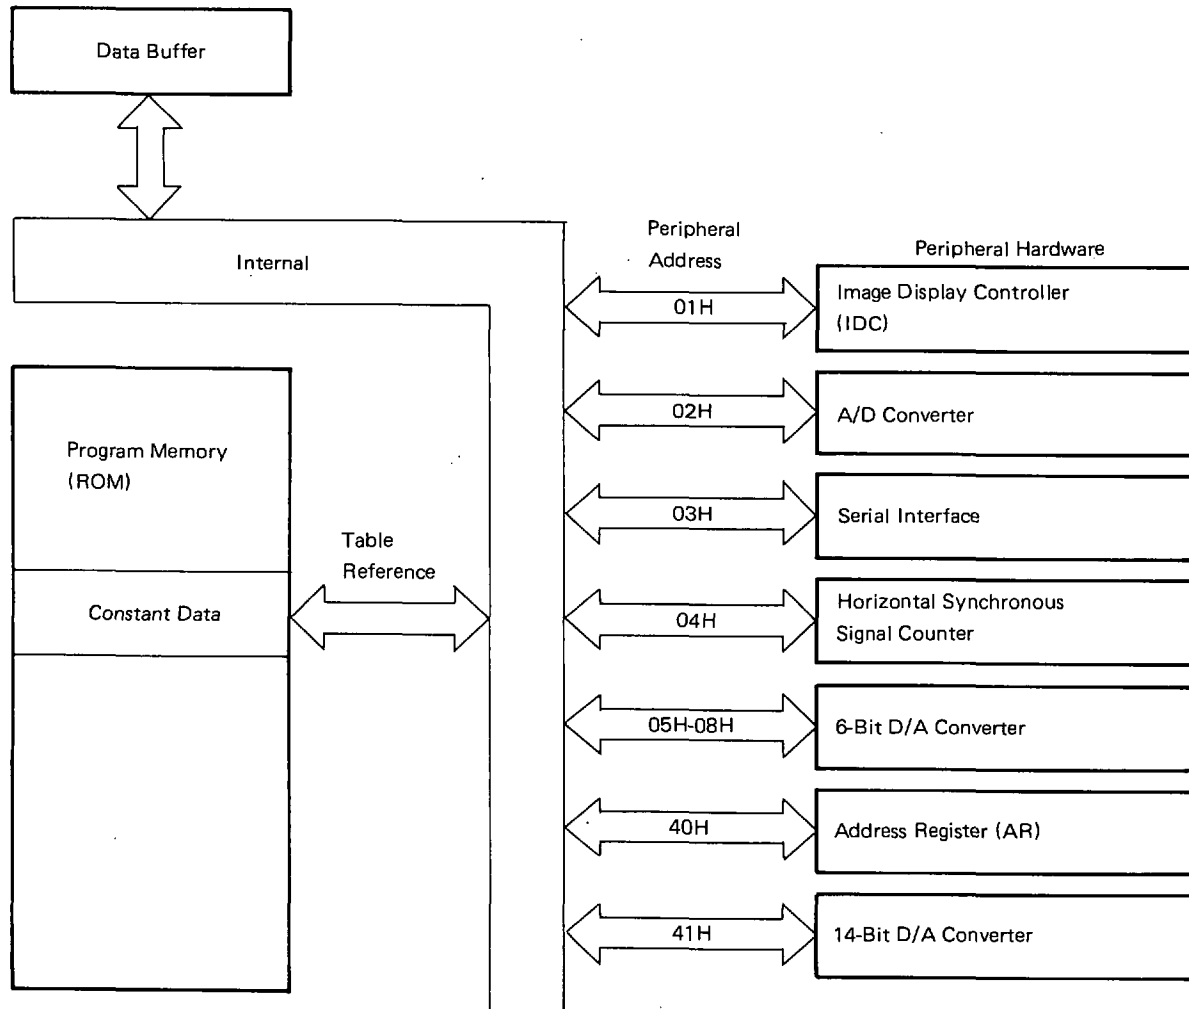 Data Buffer
Internal
Peripheral
Address
Peripheral Hardware
01H
Image Display Controller
(IDC)
02H
A/D Converter
Program Memory
(ROM)
03H
Serial Interface
Table
Reference
Constant Data
04H
Horizontal Synchronous
Signal Counter
05H-08H
6-Bit D/A Converter
40H
Address Register (AR)
41H
14-Bit D/A Converter